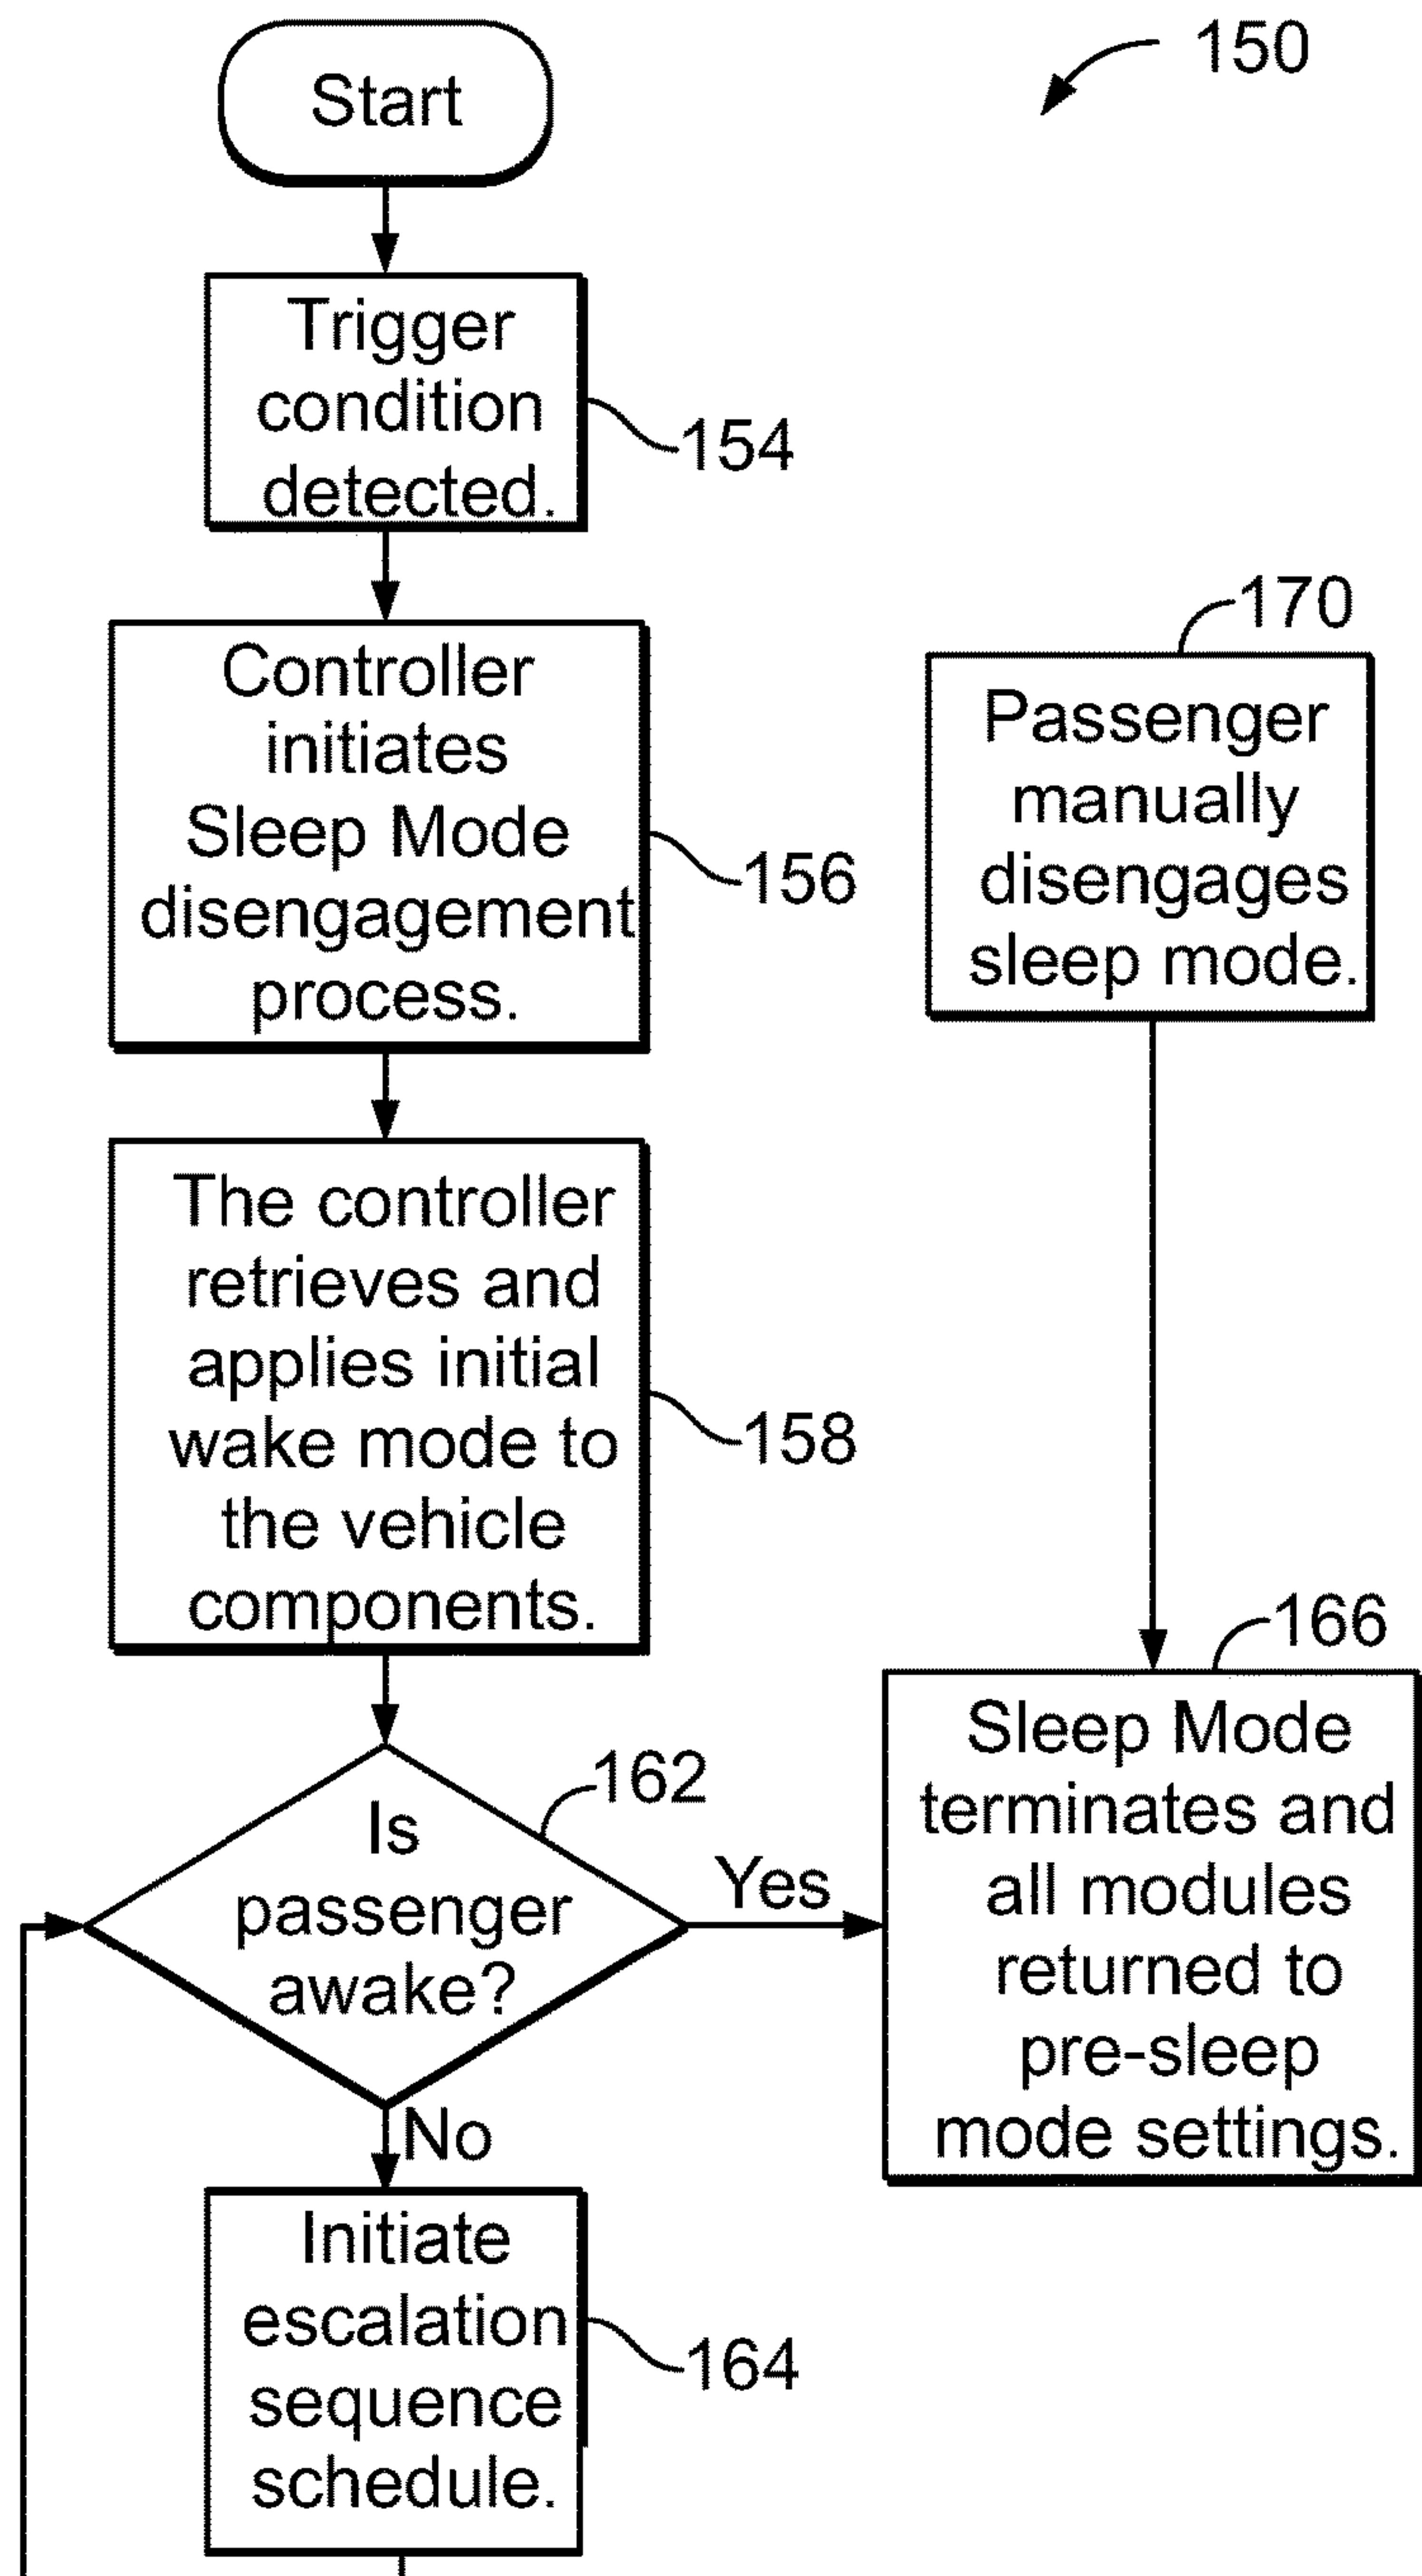 150
Start
Trigger
condition
detected.
154
Controller
initiates
Sleep Mode
disengagement
process.
156
170
Passenger
manually
disengages
sleep mode.
The controller
retrieves and
applies initial
wake mode to
the vehicle
components.
158
162
Is
passenger
awake?
Yes
No
166
Sleep Mode
terminates and
all modules
returned to
pre-sleep
mode settings.
Initiate
escalation
sequence
schedule.
164